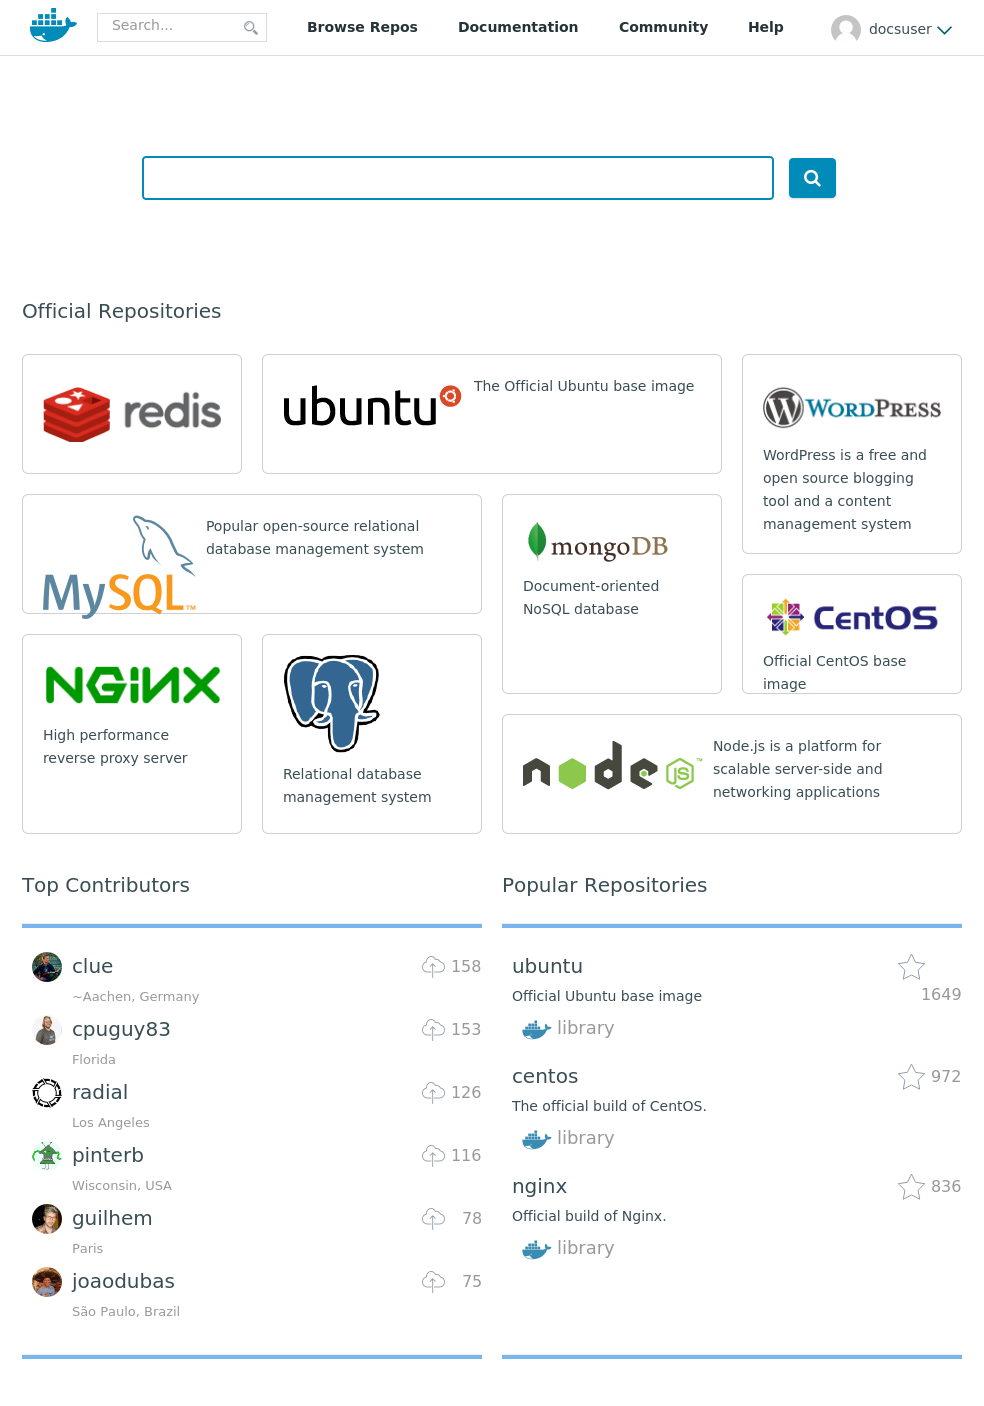 Search...
Browse Repos
Documentation
Community
Help
docsuser
Official Repositories
redis
ubuntu
The Official Ubuntu base image
WORDPRESS
WordPress is a free and
open source blogging
tool and a content
management system
MySQL™
Popular open-source relational
database management system
mongoDB
Document-oriented
NoSQL database
CentOS
Official CentOS base
image
NGINX
High performance
reverse proxy server
Relational database
management system
node JS™
Node.js is a platform for
scalable server-side and
networking applications
Top Contributors
clue 158
~Aachen, Germany
cpuguy83 153
Florida
radial 126
Los Angeles
pinterb 116
Wisconsin, USA
guilhem 78
Paris
joaodubas 75
São Paulo, Brazil
Popular Repositories
ubuntu
1649
Official Ubuntu base image
library
centos 972
The official build of CentOS.
library
nginx 836
Official build of Nginx.
library